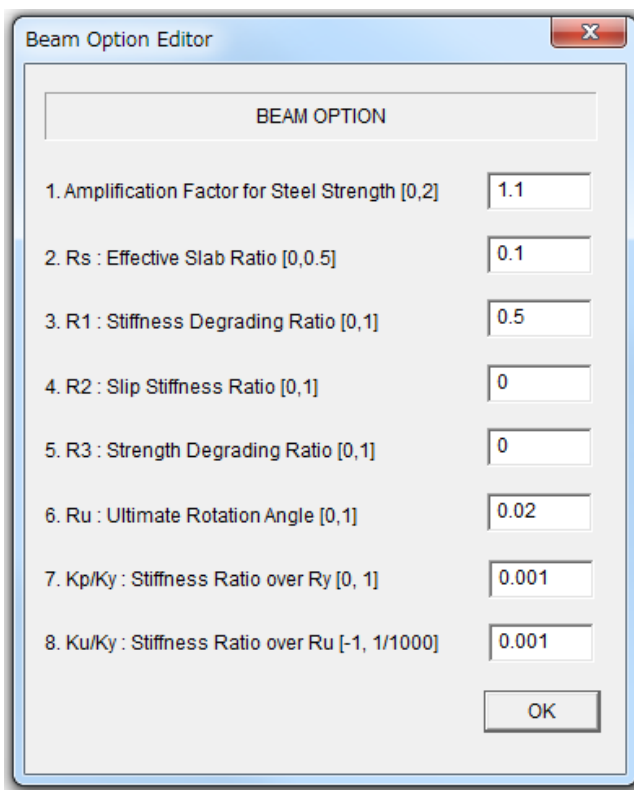 Beam Option Editor
BEAM OPTION
1. Amplification Factor for Steel Strength [0,2] 1.1
2. Rs : Effective Slab Ratio [0,0.5] 0.1
3. R1 : Stiffness Degrading Ratio [0,1] 0.5
4. R2 : Slip Stiffness Ratio [0,1] 0
5. R3 : Strength Degrading Ratio [0,1] 0
6. Ru : Ultimate Rotation Angle [0,1] 0.02
7. Kp/Ky : Stiffness Ratio over Ry [0, 1] 0.001
8. Ku/Ky : Stiffness Ratio over Ru [-1, 1/1000] 0.001
OK